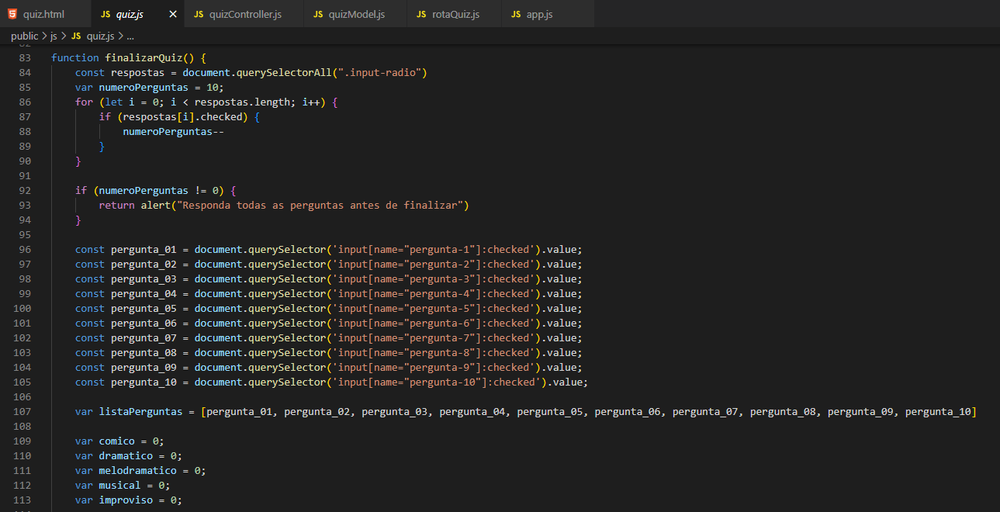 quiz.html JS quiz.js × JS quizController.js JS quizModel.js JS rotaQuiz.js JS app.js
public > js > JS quiz.js > ...
82
83 function finalizarQuiz() {
84 const respostas = document.querySelectorAll(".input-radio")
85 var numeroPerguntas = 10;
86 for (let i = 0; i < respostas.length; i++) {
87 if (respostas[i].checked) {
88 numeroPerguntas--
89 }
90 }
91
92 if (numeroPerguntas != 0) {
93 return alert("Responda todas as perguntas antes de finalizar")
94 }
95
96 const pergunta_01 = document.querySelector('input[name="pergunta-1"]:checked').value;
97 const pergunta_02 = document.querySelector('input[name="pergunta-2"]:checked').value;
98 const pergunta_03 = document.querySelector('input[name="pergunta-3"]:checked').value;
99 const pergunta_04 = document.querySelector('input[name="pergunta-4"]:checked').value;
100 const pergunta_05 = document.querySelector('input[name="pergunta-5"]:checked').value;
101 const pergunta_06 = document.querySelector('input[name="pergunta-6"]:checked').value;
102 const pergunta_07 = document.querySelector('input[name="pergunta-7"]:checked').value;
103 const pergunta_08 = document.querySelector('input[name="pergunta-8"]:checked').value;
104 const pergunta_09 = document.querySelector('input[name="pergunta-9"]:checked').value;
105 const pergunta_10 = document.querySelector('input[name="pergunta-10"]:checked').value;
106
107 var listaPerguntas = [pergunta_01, pergunta_02, pergunta_03, pergunta_04, pergunta_05, pergunta_06, pergunta_07, pergunta_08, pergunta_09, pergunta_10]
108
109 var comico = 0;
110 var dramatico = 0;
111 var melodramatico = 0;
112 var musical = 0;
113 var improviso = 0;